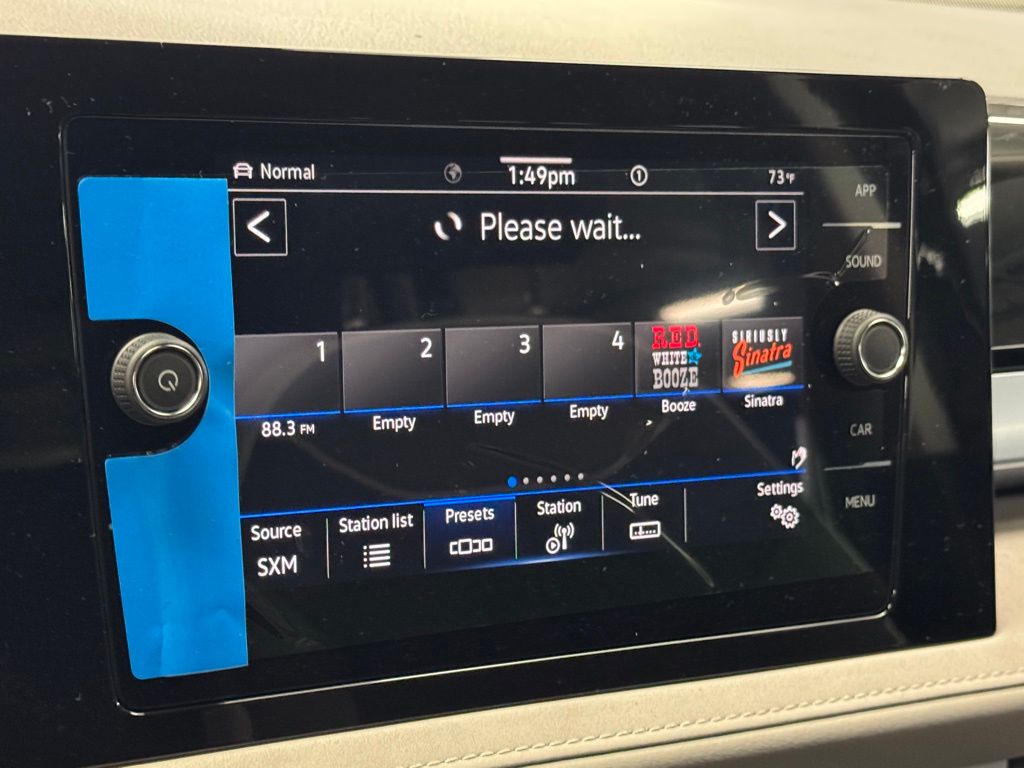 Normal
1:49pm
1
73°F
APP
<
Please wait...
>
SOUND
1
2
3
4
RED.
WHITE
BOOZE
SIRIUSLY
Sinatra
88.3 FM
Empty
Empty
Empty
Booze
Sinatra
CAR
Source
SXM
Station list
Presets
Station
Tune
Settings
MENU